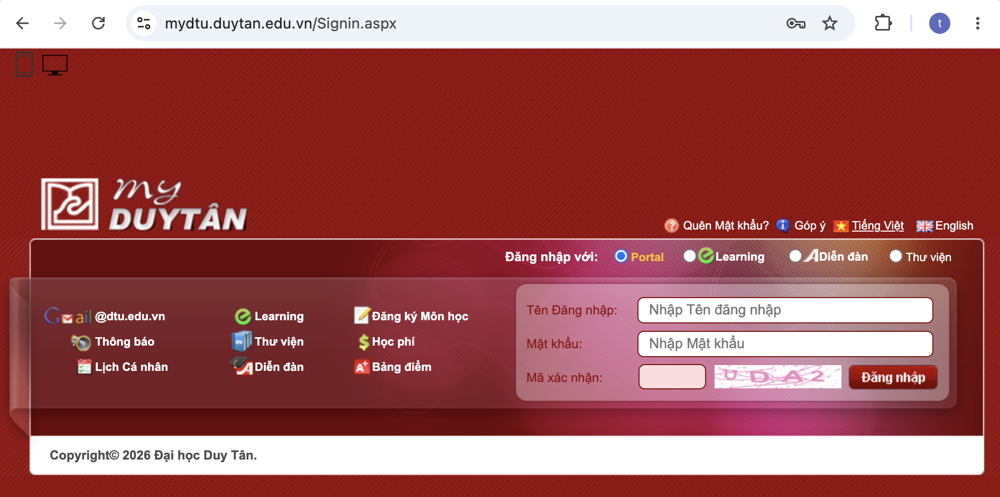 mydtu.duytan.edu.vn/Signin.aspx
t
my
DUYTÂN
Quên Mật khẩu? Góp ý Tiếng Việt English
Đăng nhập với: Portal Learning Diễn đàn Thư viện
Gmail @dtu.edu.vn Learning Đăng ký Môn học
Thông báo Thư viện Học phí
Lịch Cá nhân Diễn đàn Bảng điểm
Tên Đăng nhập: Nhập Tên đăng nhập
Mật khẩu: Nhập Mật khẩu
Mã xác nhận: UDA2 Đăng nhập
Copyright© 2026 Đại học Duy Tân.